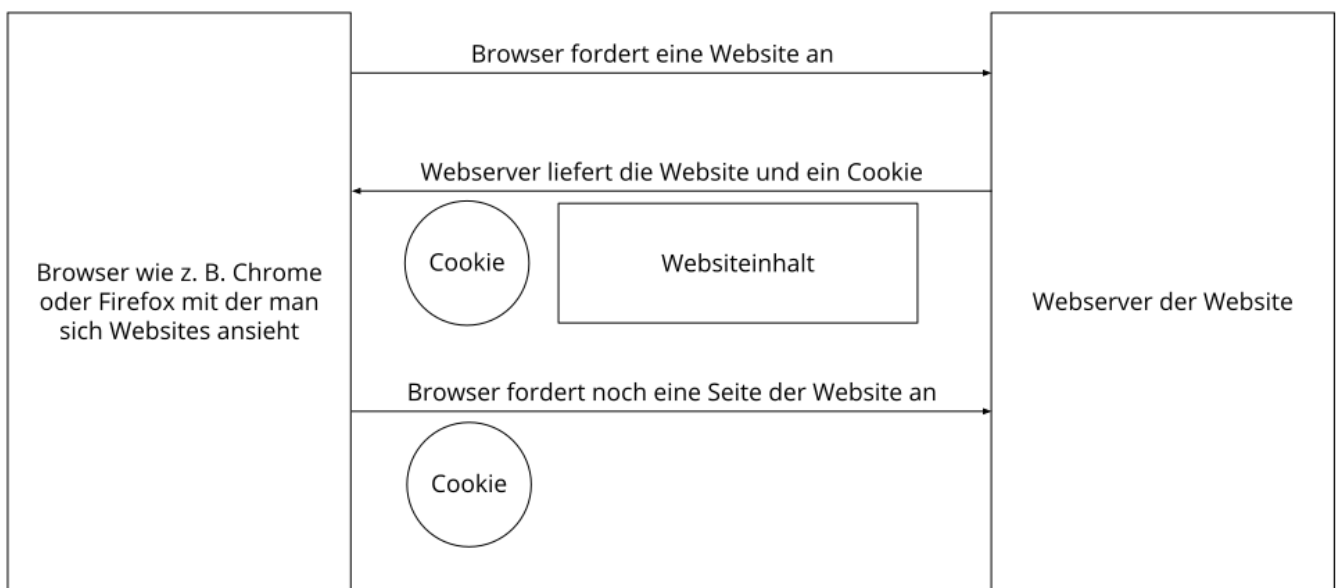 Browser fordert eine Website an
Webserver liefert die Website und ein Cookie
Cookie
Websiteinhalt
Browser wie z. B. Chrome
oder Firefox mit der man
sich Websites ansieht
Webserver der Website
Browser fordert noch eine Seite der Website an
Cookie